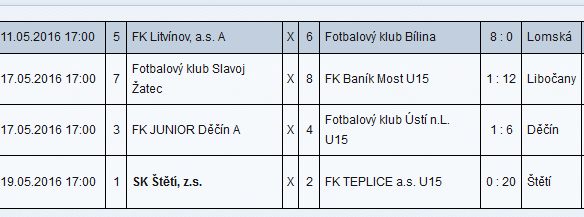 11.05.2016 17:00 5 FK Litvínov, a.s. A X 6 Fotbalový klub Bílina 8 : 0 Lomská
17.05.2016 17:00 7 Fotbalový klub Slavoj Žatec X 8 FK Baník Most U15 1 : 12 Libočany
17.05.2016 17:00 3 FK JUNIOR Děčín A X 4 Fotbalový klub Ústí n.L. U15 1 : 6 Děčín
19.05.2016 17:00 1 SK Štětí, z.s. X 2 FK TEPLICE a.s. U15 0 : 20 Štětí